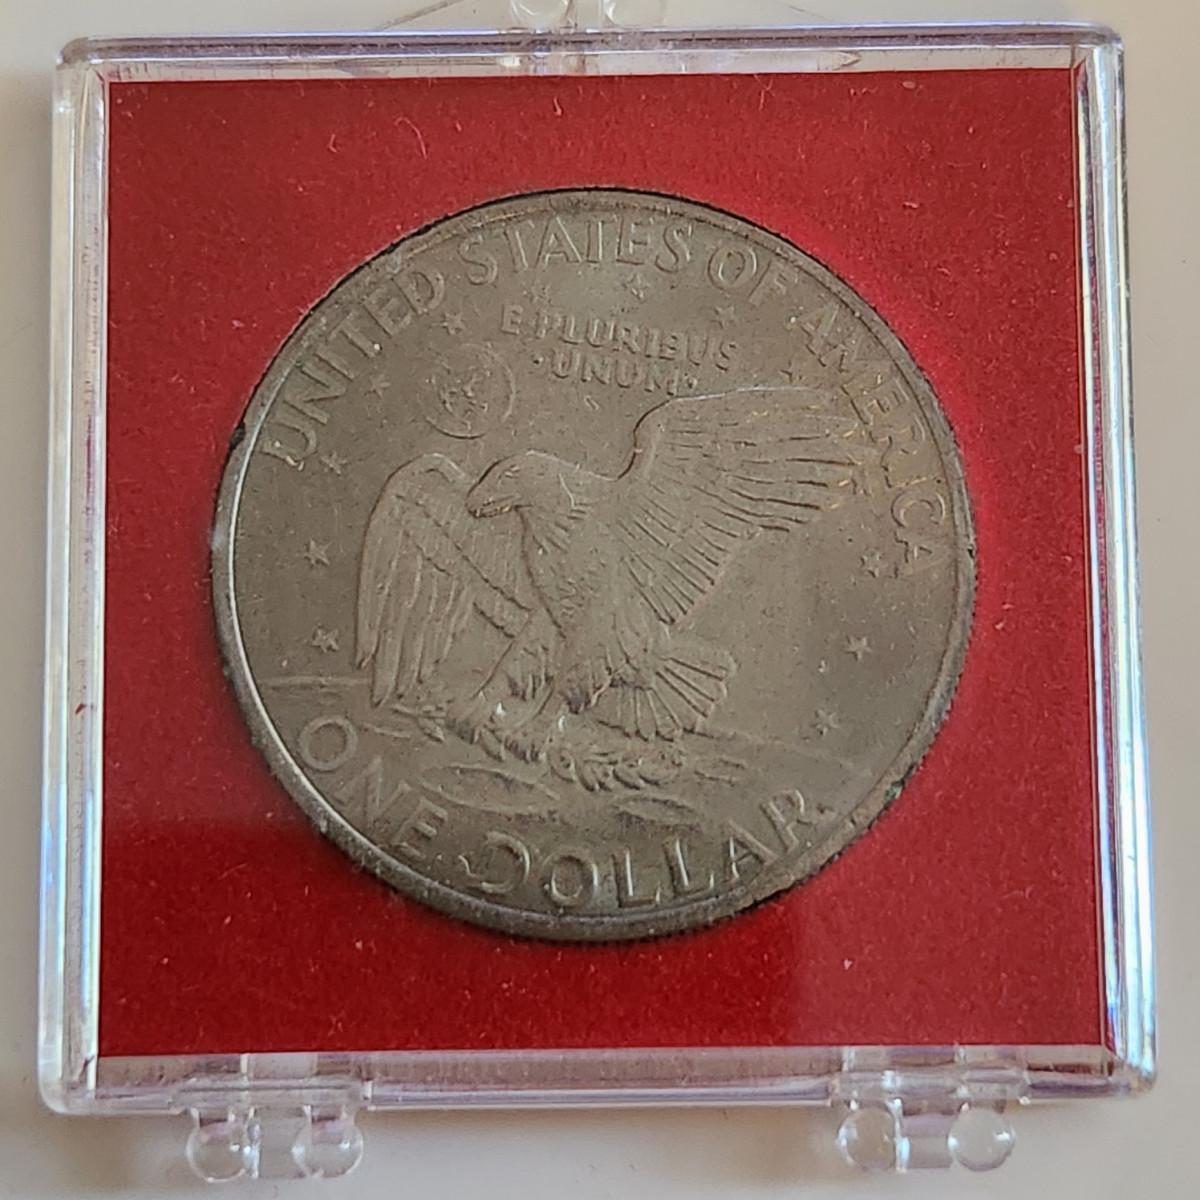 UNITED STATES OF AMERICA
E PLURIBUS
·UNUM·
ONE DOLLAR